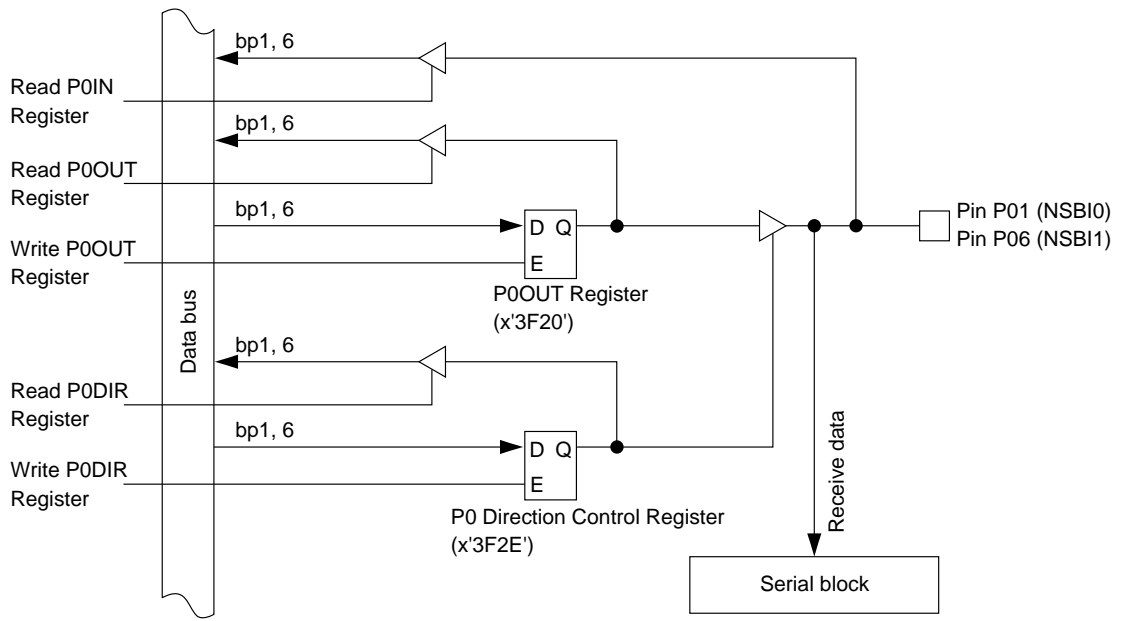 bp1, 6
Read P0IN
Register
bp1, 6
Read P0OUT
Register
bp1, 6
D Q
E
Pin P01 (NSBI0)
Pin P06 (NSBI1)
Write P0OUT
Register
P0OUT Register
(x'3F20')
Data bus
bp1, 6
Read P0DIR
Register
bp1, 6
D Q
E
Write P0DIR
Register
P0 Direction Control Register
(x'3F2E')
Receive data
Serial block